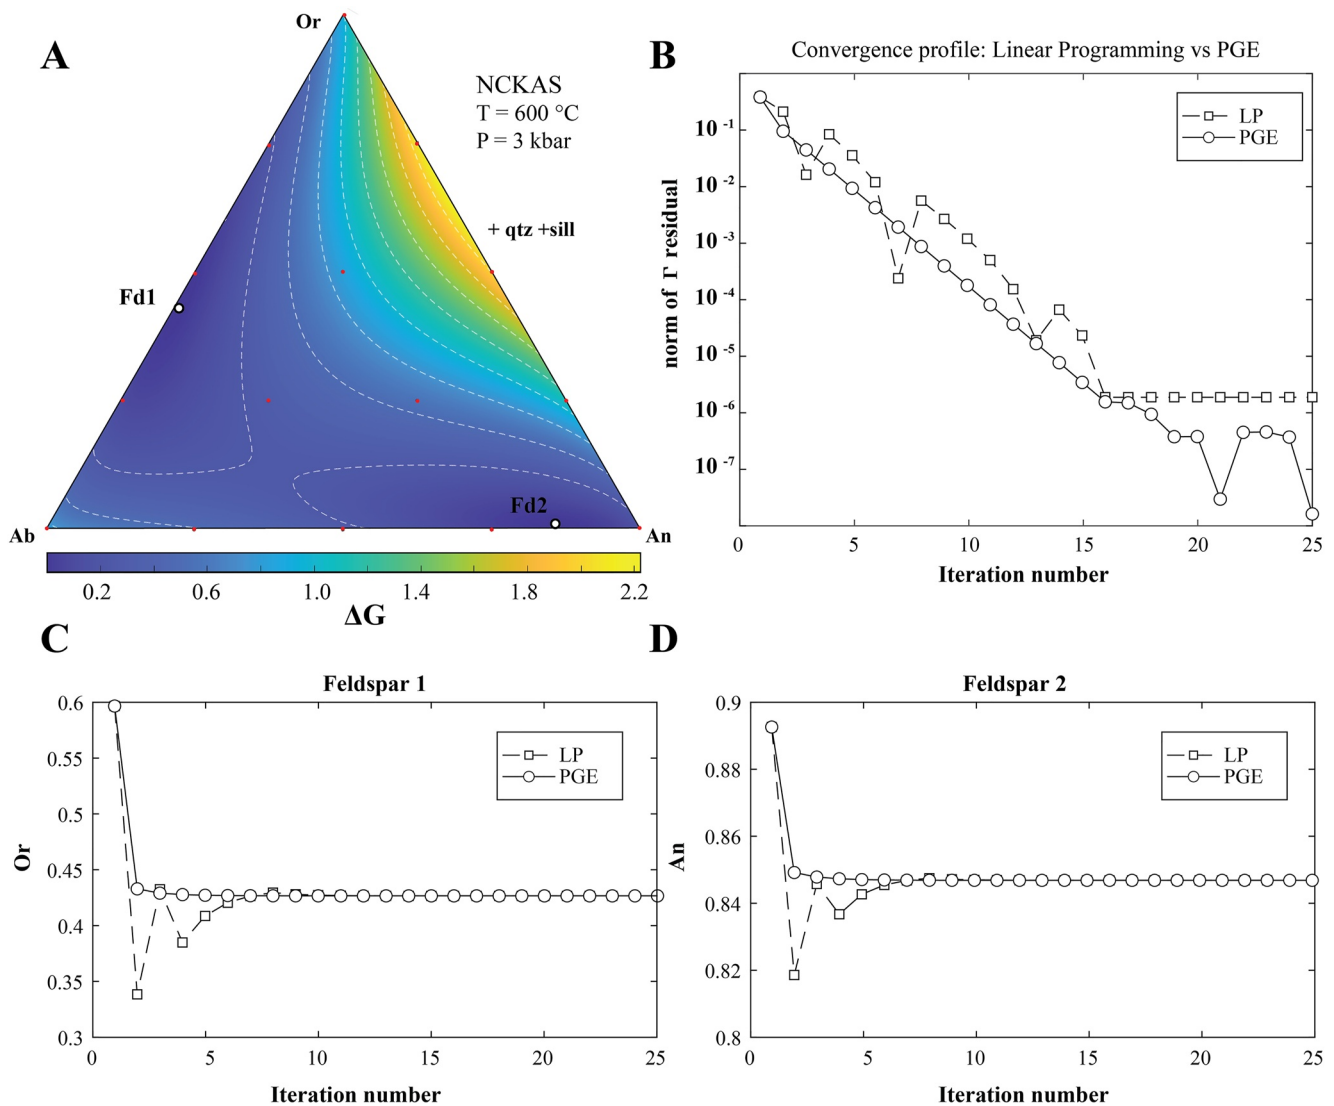 A
Or
NCKAS
T = 600 °C
P = 3 kbar
+ qtz +sill
Fd1
Fd2
Ab
An
0.2 0.6 1.0 1.4 1.8 2.2
ΔG
B
Convergence profile: Linear Programming vs PGE
LP
PGE
norm of Γ residual
10 -1
10 -2
10 -3
10 -4
10 -5
10 -6
10 -7
0 5 10 15 20 25
Iteration number
C
Feldspar 1
LP
PGE
Or
0.6
0.55
0.5
0.45
0.4
0.35
0.3
0 5 10 15 20 25
Iteration number
D
Feldspar 2
LP
PGE
An
0.9
0.88
0.86
0.84
0.82
0.8
0 5 10 15 20 25
Iteration number